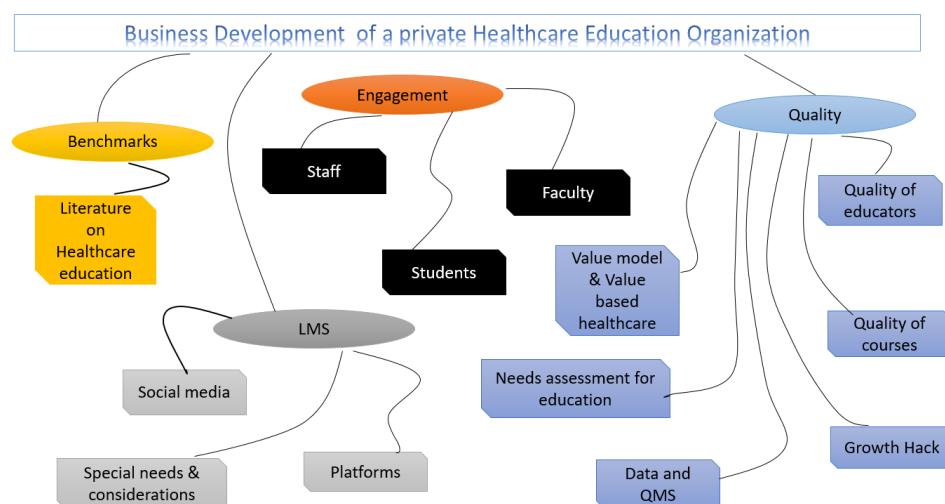 Business Development of a private Healthcare Education Organization
Engagement
Benchmarks
Quality
Staff
Faculty
Quality of
educators
Literature
on
Healthcare
education
Students
Value model
& Value
based
healthcare
LMS
Quality of
courses
Social media
Needs assessment for
education
Growth Hack
Special needs &
considerations
Platforms
Data and
QMS